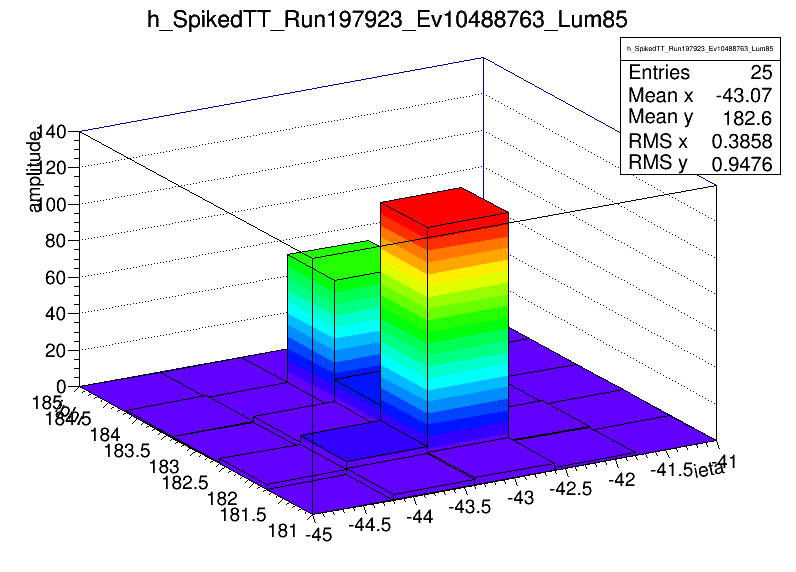 h_SpikedTT_Run197923_Ev10488763_Lum85
h_SpikedTT_Run197923_Ev10488763_Lum85
Entries 25
Mean x -43.07
Mean y 182.6
RMS x 0.3858
RMS y 0.9476
amplitude
140
120
100
80
60
40
20
0
185
184.5
184
183.5
183
182.5
182
181.5
181
-45
-44.5
-44
-43.5
-43
-42.5
-42
-41.5
-41
ieta